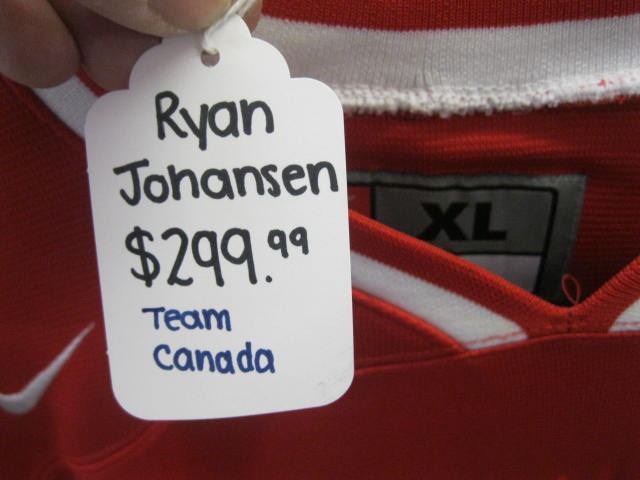 Ryan
Johansen
$299.99
Team
Canada
XL